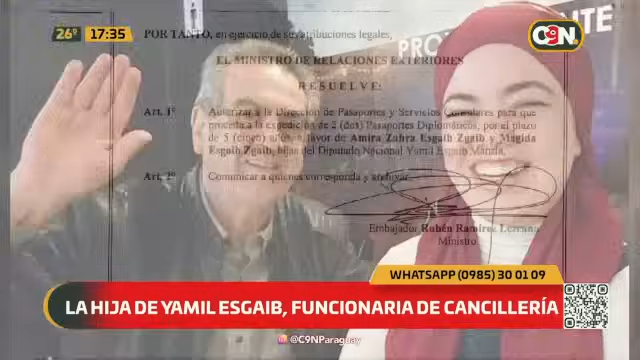 26º
17:35
PRO
TE
C9N
POR TANTO, en ejercicio de sus atribuciones legales,
EL MINISTRO DE RELACIONES EXTERIORES
RESUELVE:
Art. 1º Autorizar a la Dirección de Pasaportes y Servicios Consulares para que
proceda a la expedición de 2 (dos) Pasaportes Diplomáticos, por el plazo
de 5 (cinco) años, a favor de Amira Zahra Esgaib Zgaib y Magida
Esgaib Zgaib, hijas del Diputado Nacional Yamil Esgaib
Art. 2º Comunicar a quienes corresponda y archivar.
Embajador Rubén Ramírez Lezcano
Ministro
WHATSAPP (0985) 30 01 09
LA HIJA DE YAMIL ESGAIB, FUNCIONARIA DE CANCILLERÍA
@C9NParaguay